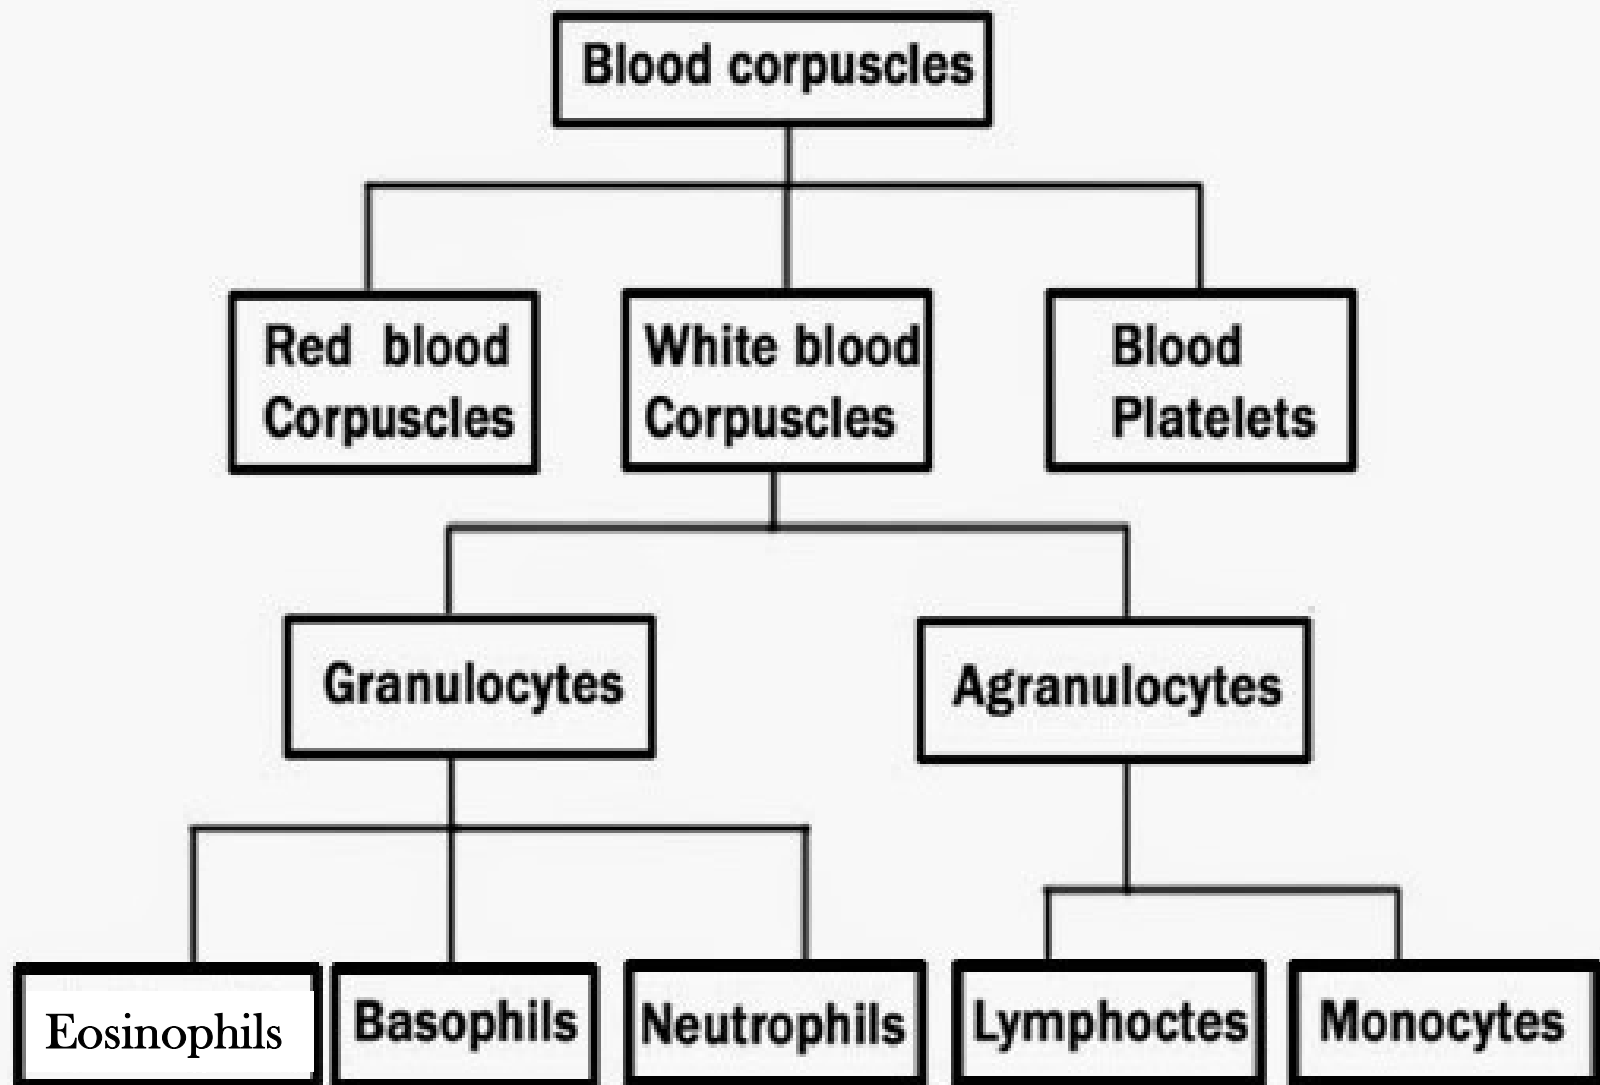 Blood corpuscles
Red blood
Corpuscles
White blood
Corpuscles
Blood
Platelets
Granulocytes
Agranulocytes
Eosinophils
Basophils
Neutrophils
Lymphoctes
Monocytes